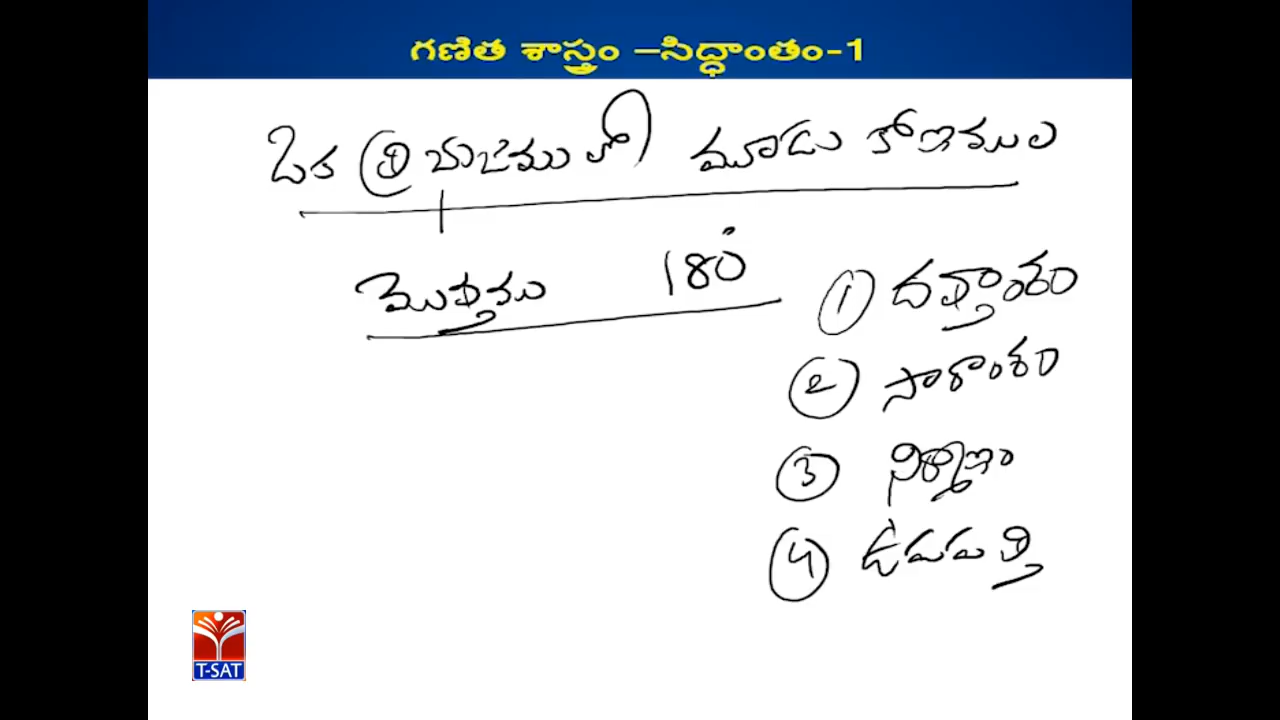 గణిత శాస్త్రం –సిద్ధాంతం-1
ఒక త్రిభుజములో మూడు కోణముల
మొత్తము 180°
1 దత్తాంశం
2 సారాంశం
3 నిర్మాణం
4 ఉపపత్తి
T-SAT